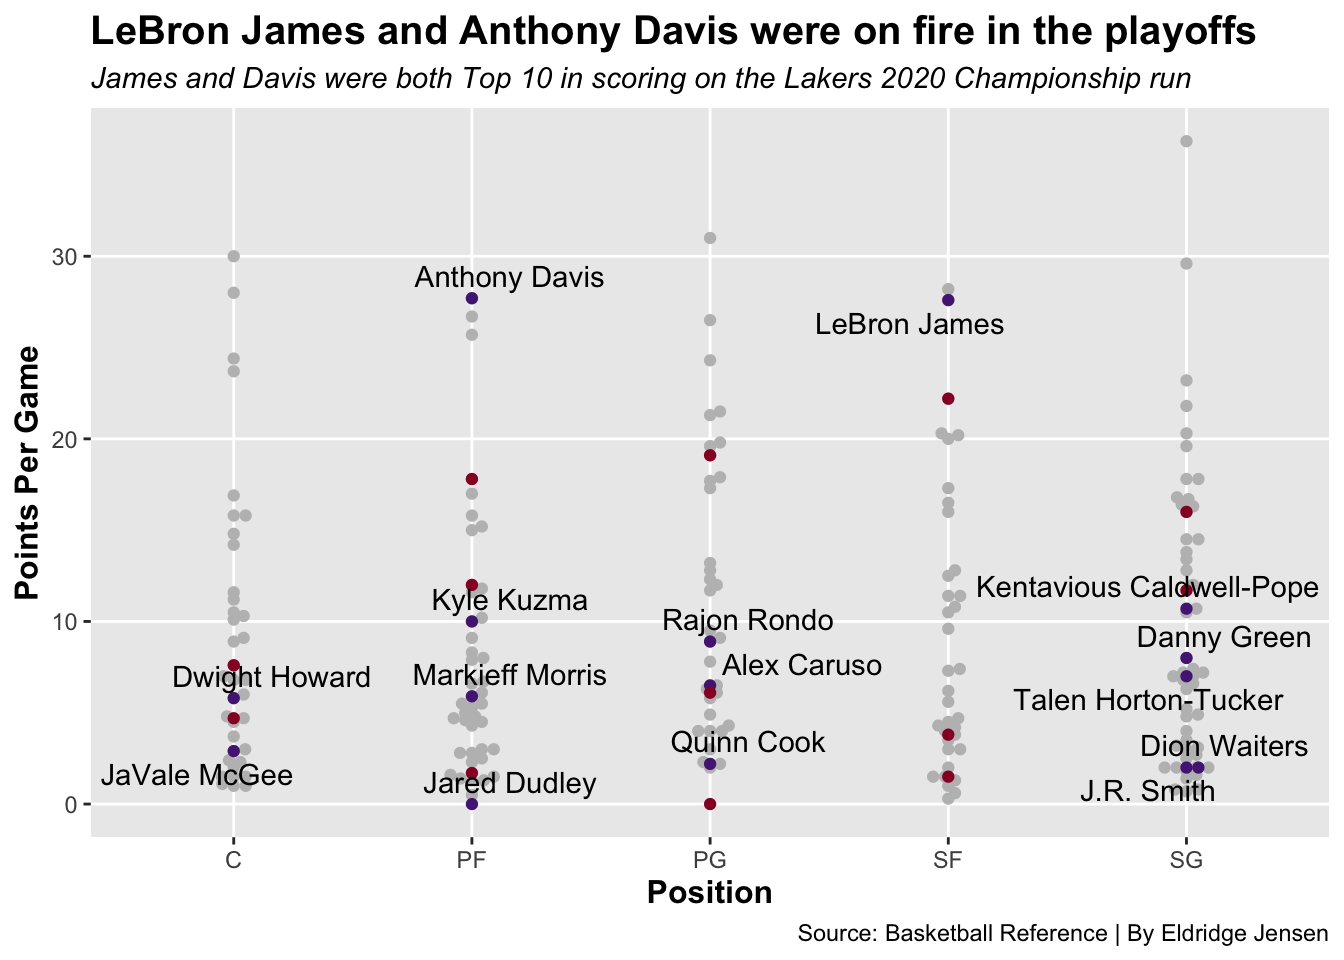 LeBron James and Anthony Davis were on fire in the playoffs
James and Davis were both Top 10 in scoring on the Lakers 2020 Championship run
Points Per Game
30
20
10
0
Anthony Davis
LeBron James
Kentavious Caldwell-Pope
Kyle Kuzma
Rajon Rondo
Danny Green
Alex Caruso
Dwight Howard
Markieff Morris
Talen Horton-Tucker
Quinn Cook
Dion Waiters
JaVale McGee
Jared Dudley
J.R. Smith
C
PF
PG
SF
SG
Position
Source: Basketball Reference | By Eldridge Jensen